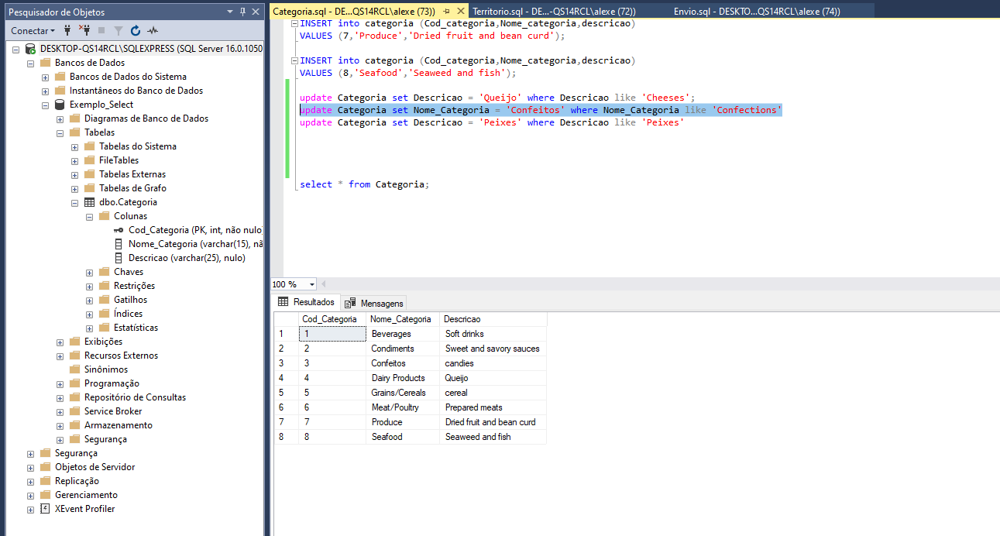 Pesquisador de Objetos
Conectar
DESKTOP-QS14RCL\SQLEXPRESS (SQL Server 16.0.1050
Bancos de Dados
Bancos de Dados do Sistema
Instantâneos do Banco de Dados
Exemplo_Select
Diagramas de Banco de Dados
Tabelas
Tabelas do Sistema
FileTables
Tabelas Externas
Tabelas de Grafo
dbo.Categoria
Colunas
Cod_Categoria (PK, int, não nulo)
Nome_Categoria (varchar(15), nã
Descricao (varchar(25), nulo)
Chaves
Restrições
Gatilhos
Índices
Estatísticas
Exibições
Recursos Externos
Sinônimos
Programação
Repositório de Consultas
Service Broker
Armazenamento
Segurança
Segurança
Objetos de Servidor
Replicação
Gerenciamento
XEvent Profiler
Categoria.sql - DE...QS14RCL\alexe (73)) Territorio.sql - DE...-QS14RCL\alexe (72)) Envio.sql - DESKTO...QS14RCL\alexe (74))
INSERT into categoria (Cod_categoria,Nome_categoria,descricao)
VALUES (7,'Produce','Dried fruit and bean curd');
INSERT into categoria (Cod_categoria,Nome_categoria,descricao)
VALUES (8,'Seafood','Seaweed and fish');
update Categoria set Descricao = 'Queijo' where Descricao like 'Cheeses';
update Categoria set Nome_Categoria = 'Confeitos' where Nome_Categoria like 'Confections'
update Categoria set Descricao = 'Peixes' where Descricao like 'Peixes'
select * from Categoria;
100 %
Resultados Mensagens
Cod_Categoria Nome_Categoria Descricao
1 1 Beverages Soft drinks
2 2 Condiments Sweet and savory sauces
3 3 Confeitos candies
4 4 Dairy Products Queijo
5 5 Grains/Cereals cereal
6 6 Meat/Poultry Prepared meats
7 7 Produce Dried fruit and bean curd
8 8 Seafood Seaweed and fish